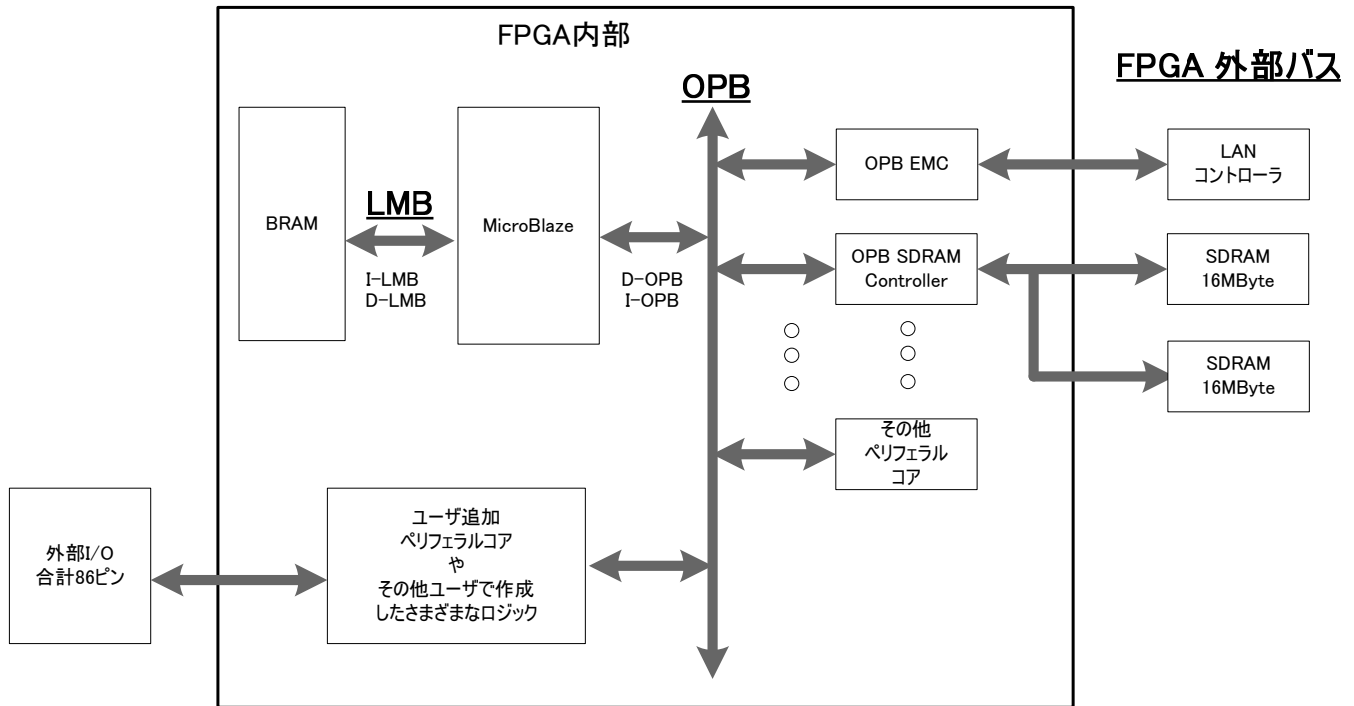 FPGA内部
FPGA 外部バス
OPB
BRAM
LMB
I-LMB
D-LMB
MicroBlaze
D-OPB
I-OPB
OPB EMC
LAN
コントローラ
OPB SDRAM
Controller
SDRAM
16MByte
SDRAM
16MByte
その他
ペリフェラル
コア
外部I/O
合計86ピン
ユーザ追加
ペリフェラルコア
や
その他ユーザで作成
したさまざまなロジック